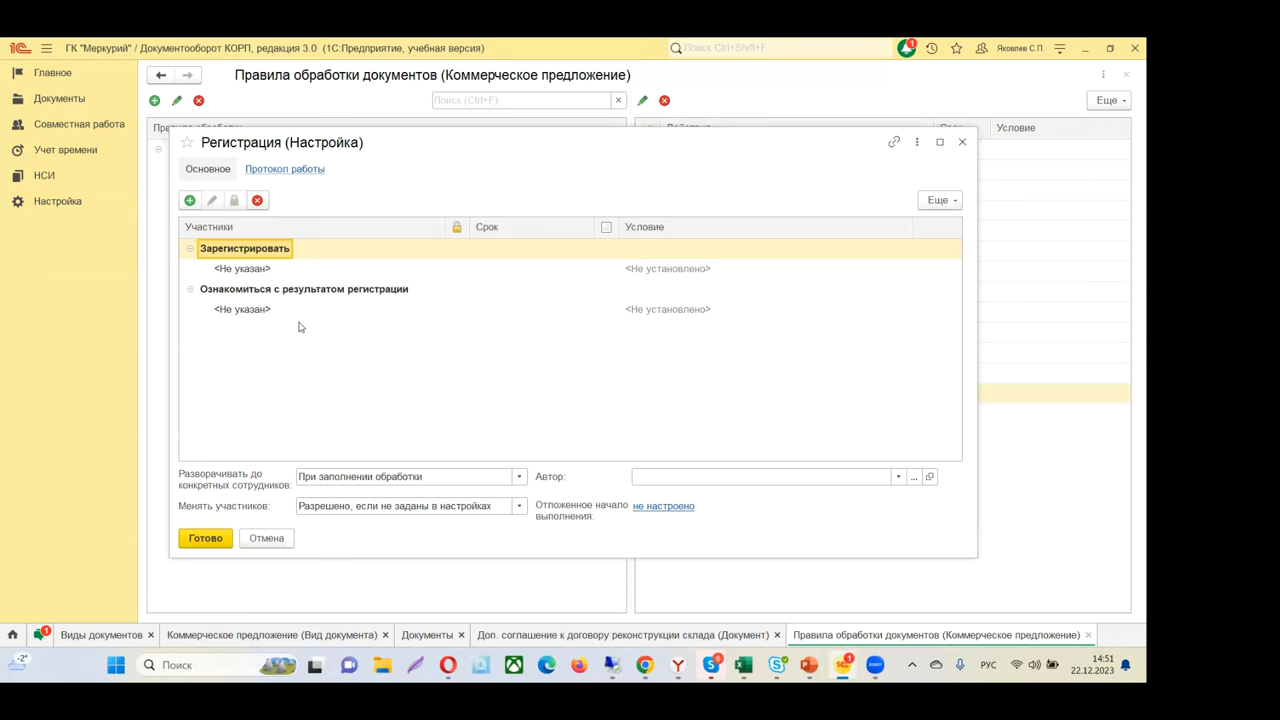 ГК "Меркурий" / Документооборот КОРП, редакция 3.0 (1С:Предприятие, учебная версия)
Поиск Ctrl+Shift+F
1
Яковлев С.П.
Главное
Документы
Совместная работа
Учет времени
НСИ
Настройка
Правила обработки документов (Коммерческое предложение)
Поиск (Ctrl+F)
Еще
Условие
Регистрация (Настройка)
Основное
Протокол работы
Еще
Участники
Срок
Условие
Зарегистрировать
<Не указан>
<Не установлено>
Ознакомиться с результатом регистрации
<Не указан>
<Не установлено>
Разворачивать до
конкретных сотрудников:
При заполнении обработки
Автор:
Менять участников:
Разрешено, если не заданы в настройках
Отложенное начало
выполнения:
не настроено
Готово
Отмена
1
Виды документов
Коммерческое предложение (Вид документа)
Документы
Доп. соглашение к договору реконструкции склада (Документ)
Правила обработки документов (Коммерческое предложение)
-2°
Поиск
6
1
РУС
14:51
22.12.2023